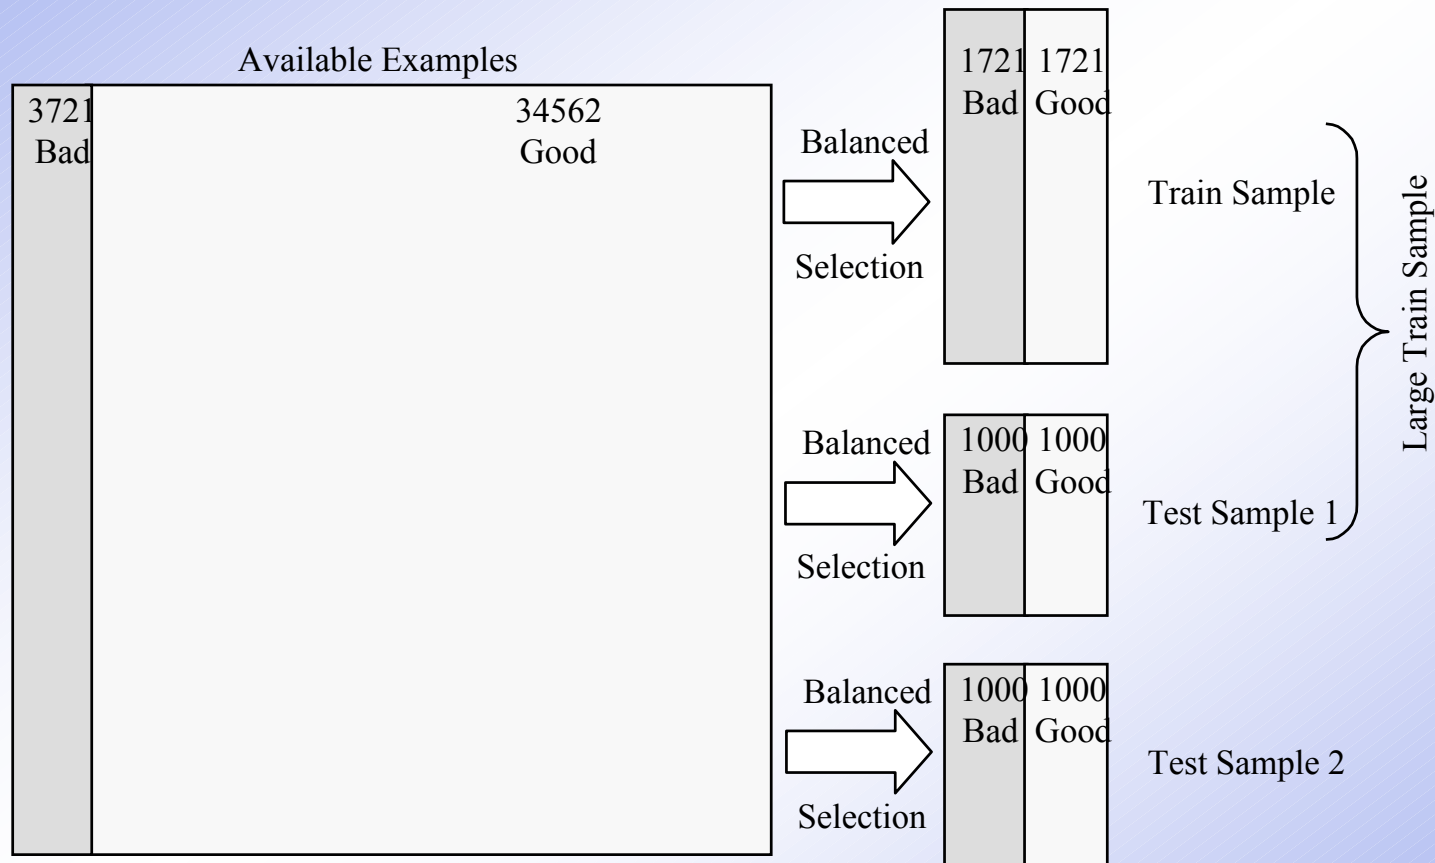 Available Examples
3721
Bad
34562
Good
Balanced
Selection
1721 1721
Bad Good
Train Sample
Balanced
Selection
1000 1000
Bad Good
Test Sample 1
Large Train Sample
Balanced
Selection
1000 1000
Bad Good
Test Sample 2